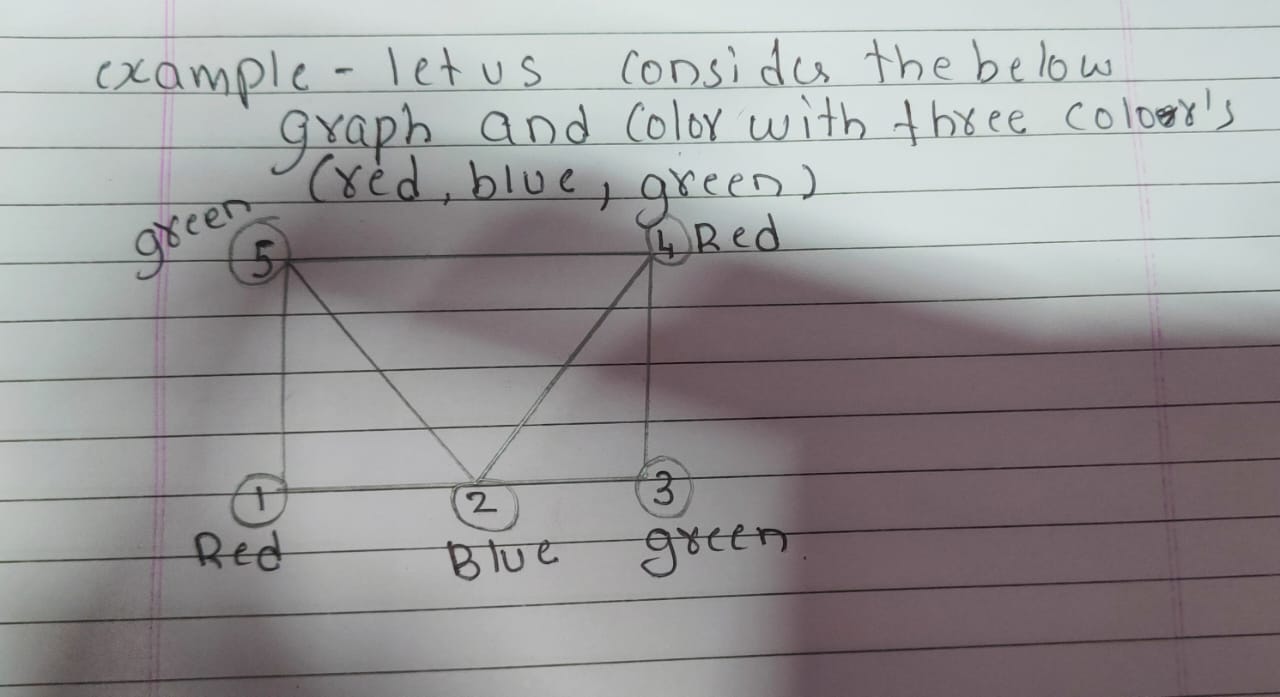 example - let us consider the below
graph and color with three colour's
(red, blue, green)
green
5
4 Red
1
2
3
Red
Blue
green